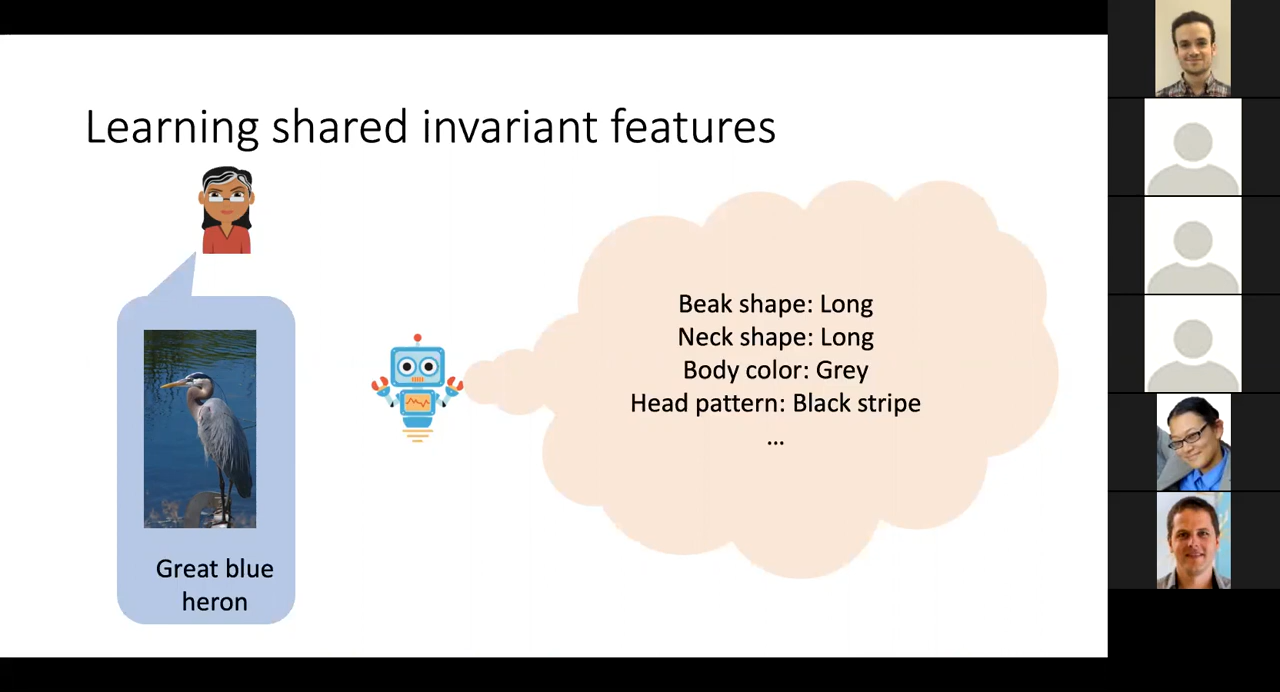 Learning shared invariant features
Beak shape: Long
Neck shape: Long
Body color: Grey
Head pattern: Black stripe
...
Great blue
heron